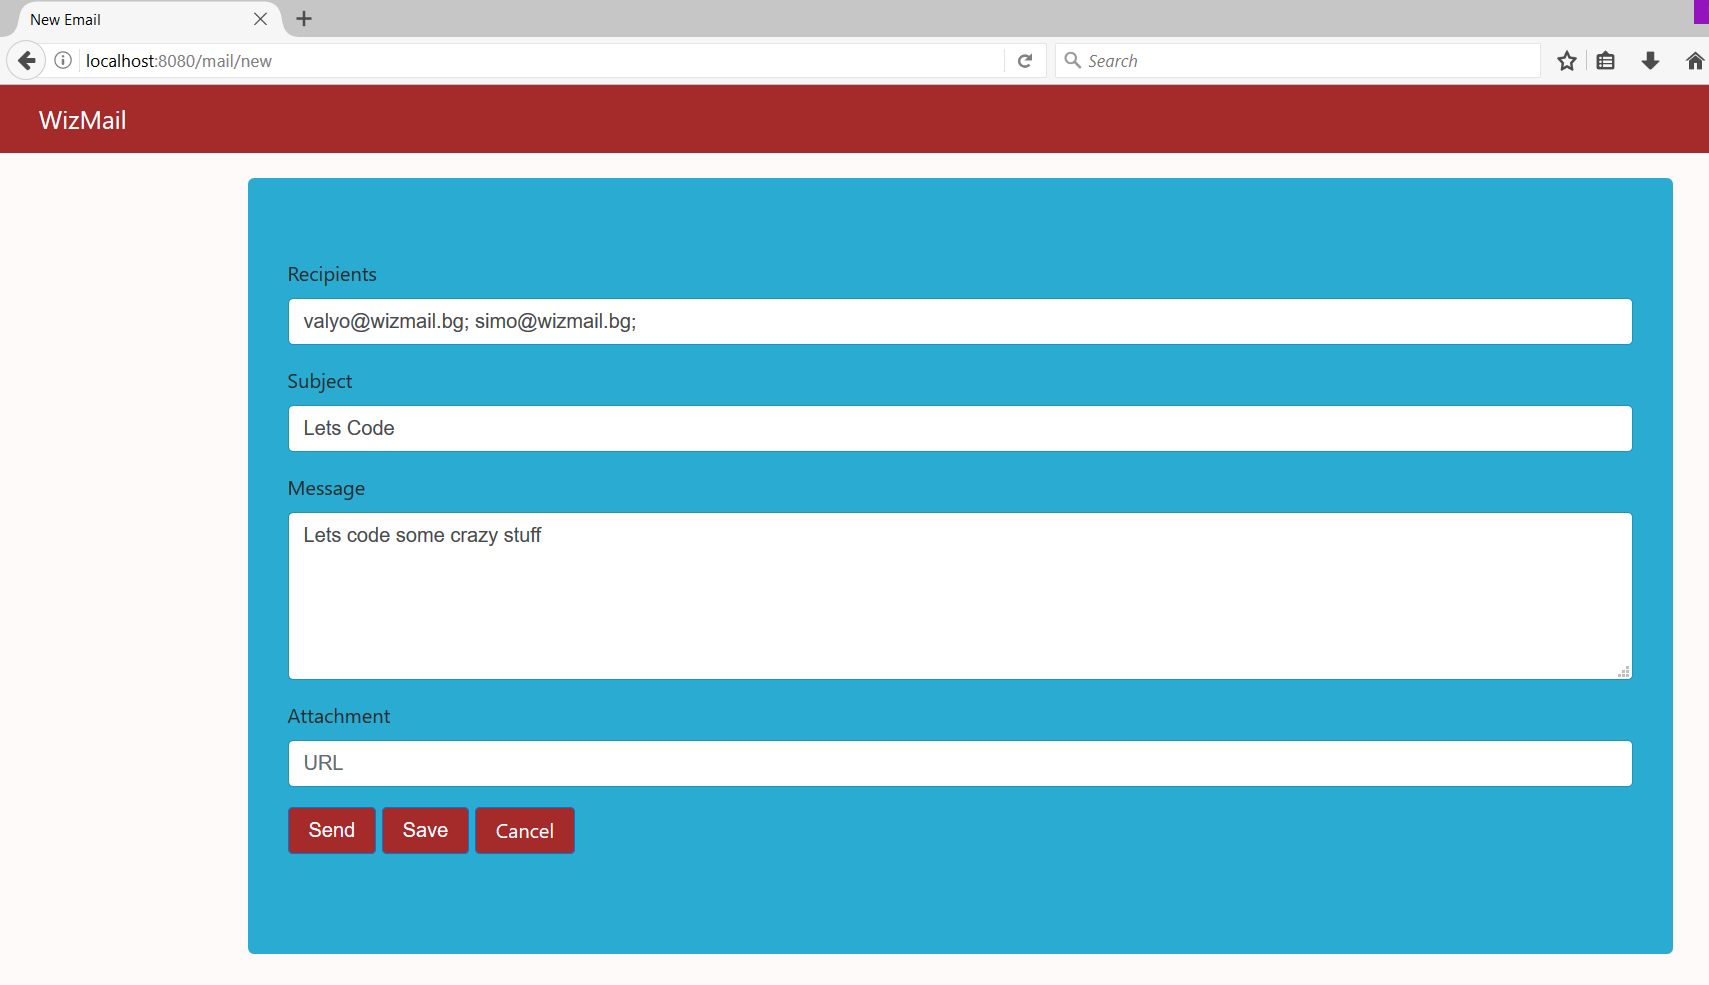 New Email
localhost:8080/mail/new
Search
WizMail
Recipients
valyo@wizmail.bg; simo@wizmail.bg;
Subject
Lets Code
Message
Lets code some crazy stuff
Attachment
URL
Send Save Cancel